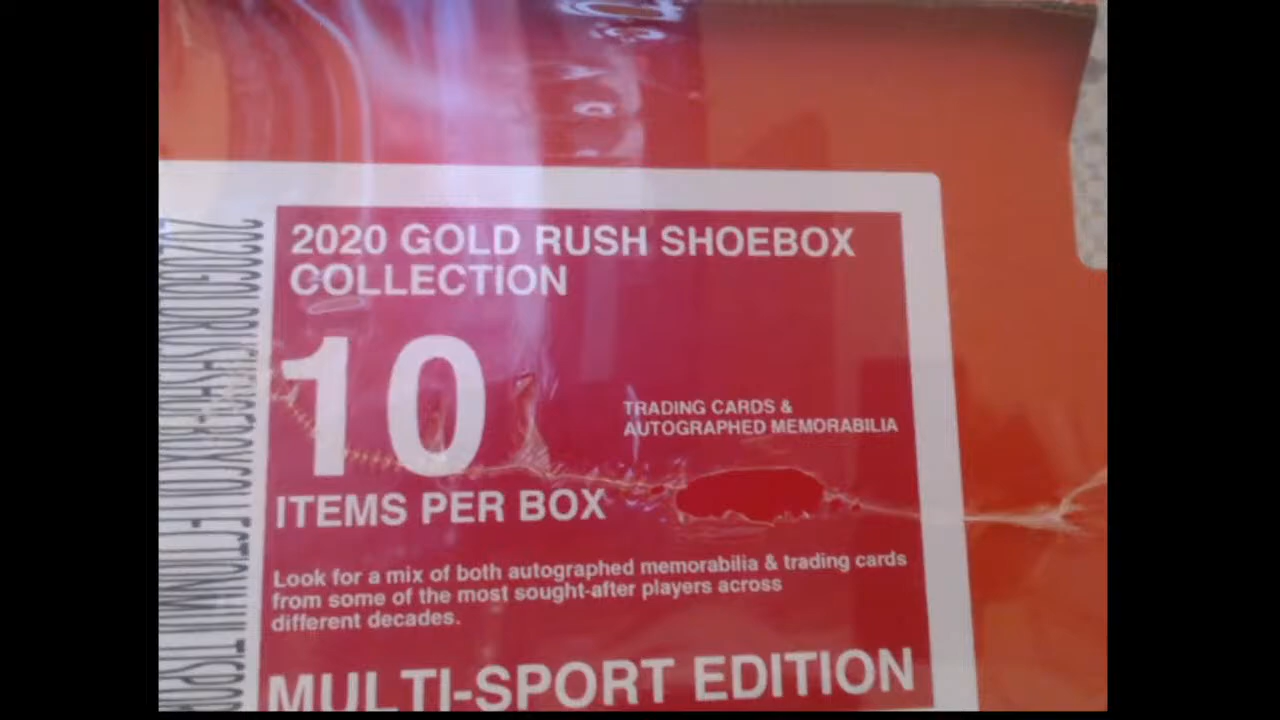 2020 GOLD RUSH SHOEBOX
COLLECTION
10
TRADING CARDS &
AUTOGRAPHED MEMORABILIA
ITEMS PER BOX
Look for a mix of both autographed memorabilia & trading cards
from some of the most sought-after players across
different decades.
MULTI-SPORT EDITION